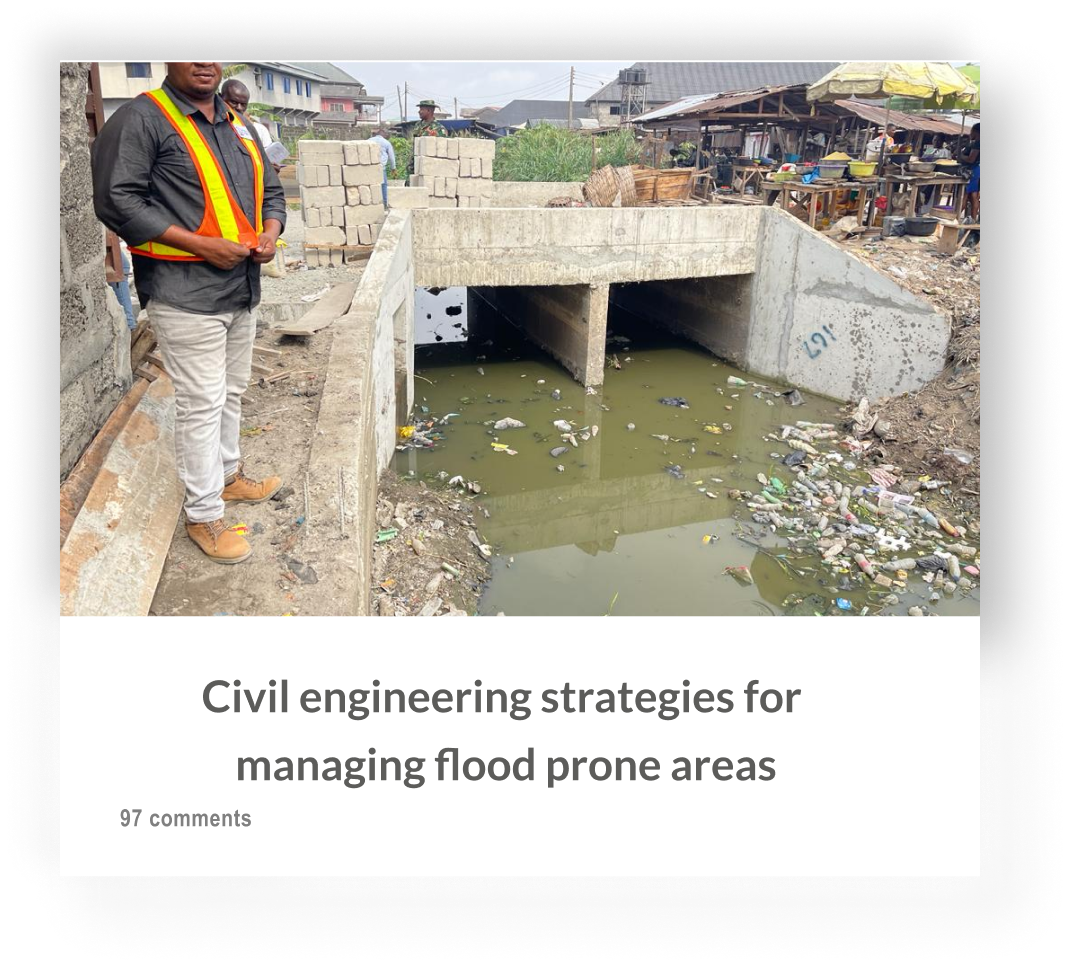 Civil engineering strategies for
managing flood prone areas
97 comments